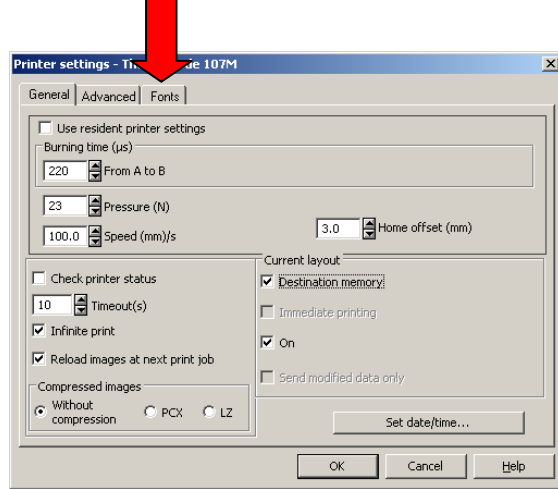 Printer settings - Ti de 107M
General Advanced Fonts
Use resident printer settings
Burning time (µs)
220 From A to B
23 Pressure (N)
100.0 Speed (mm)/s
3.0 Home offset (mm)
Check printer status
10 Timeout(s)
Infinite print
Reload images at next print job
Compressed images
Without compression PCX LZ
Current layout
Destination memory
Immediate printing
On
Send modified data only
Set date/time...
OK Cancel Help